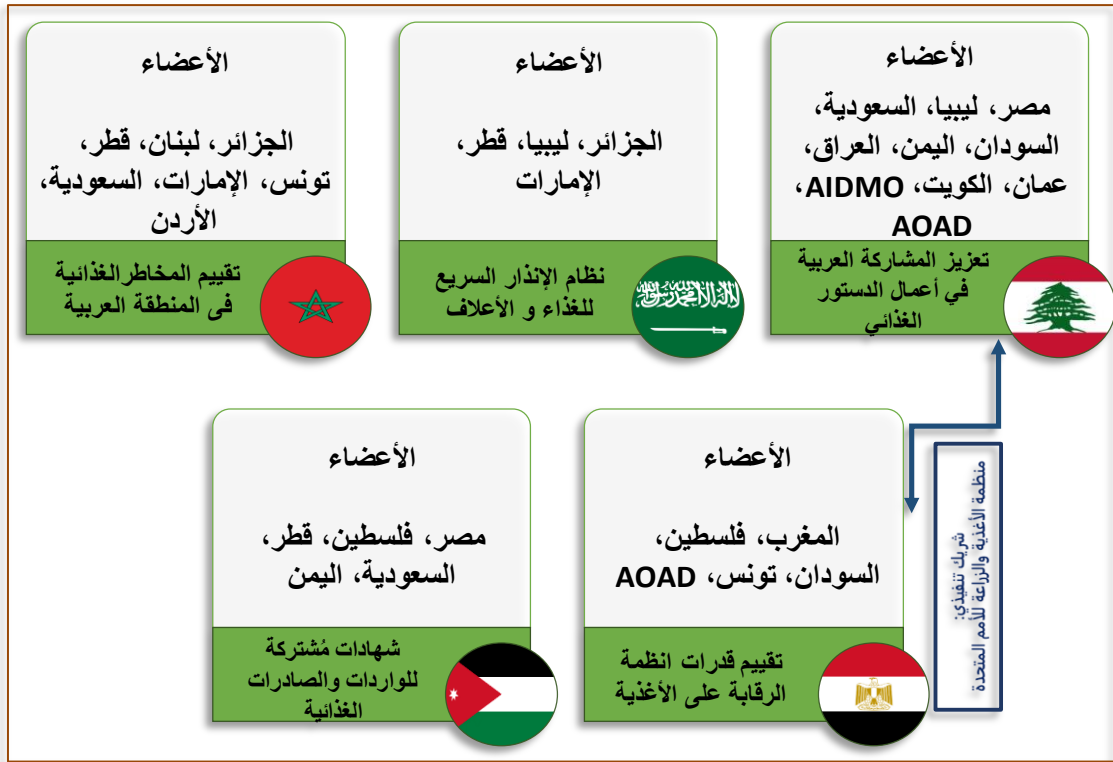 الأعضاء
مصر، ليبيا، السعودية،
السودان، اليمن، العراق،
عمان، الكويت، AIDMO،
AOAD
تعزيز المشاركة العربية
في أعمال الدستور
الغذائي
الأعضاء
الجزائر، ليبيا، قطر،
الإمارات
نظام الإنذار السريع
للغذاء و الأعلاف
الأعضاء
الجزائر، لبنان، قطر،
تونس، الإمارات، السعودية،
الأردن
تقييم المخاطر الغذائية
فى المنطقة العربية
شريك تنفيذي:
منظمة الأغذية والزراعة للأمم المتحدة
الأعضاء
المغرب، فلسطين،
السودان، تونس، AOAD
تقييم قدرات انظمة
الرقابة على الأغذية
الأعضاء
مصر، فلسطين، قطر،
السعودية، اليمن
شهادات مُشتركة
للواردات والصادرات
الغذائية